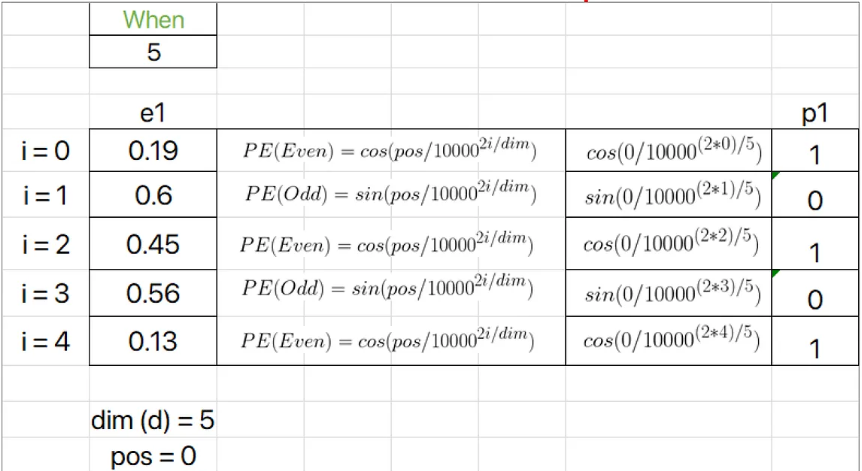 When
5
e1 p1
i = 0 0.19 PE(Even) = cos(pos/10000^{2i/dim}) cos(0/10000^{(2*0)/5}) 1
i = 1 0.6 PE(Odd) = sin(pos/10000^{2i/dim}) sin(0/10000^{(2*1)/5}) 0
i = 2 0.45 PE(Even) = cos(pos/10000^{2i/dim}) cos(0/10000^{(2*2)/5}) 1
i = 3 0.56 PE(Odd) = sin(pos/10000^{2i/dim}) sin(0/10000^{(2*3)/5}) 0
i = 4 0.13 PE(Even) = cos(pos/10000^{2i/dim}) cos(0/10000^{(2*4)/5}) 1
dim (d) = 5
pos = 0